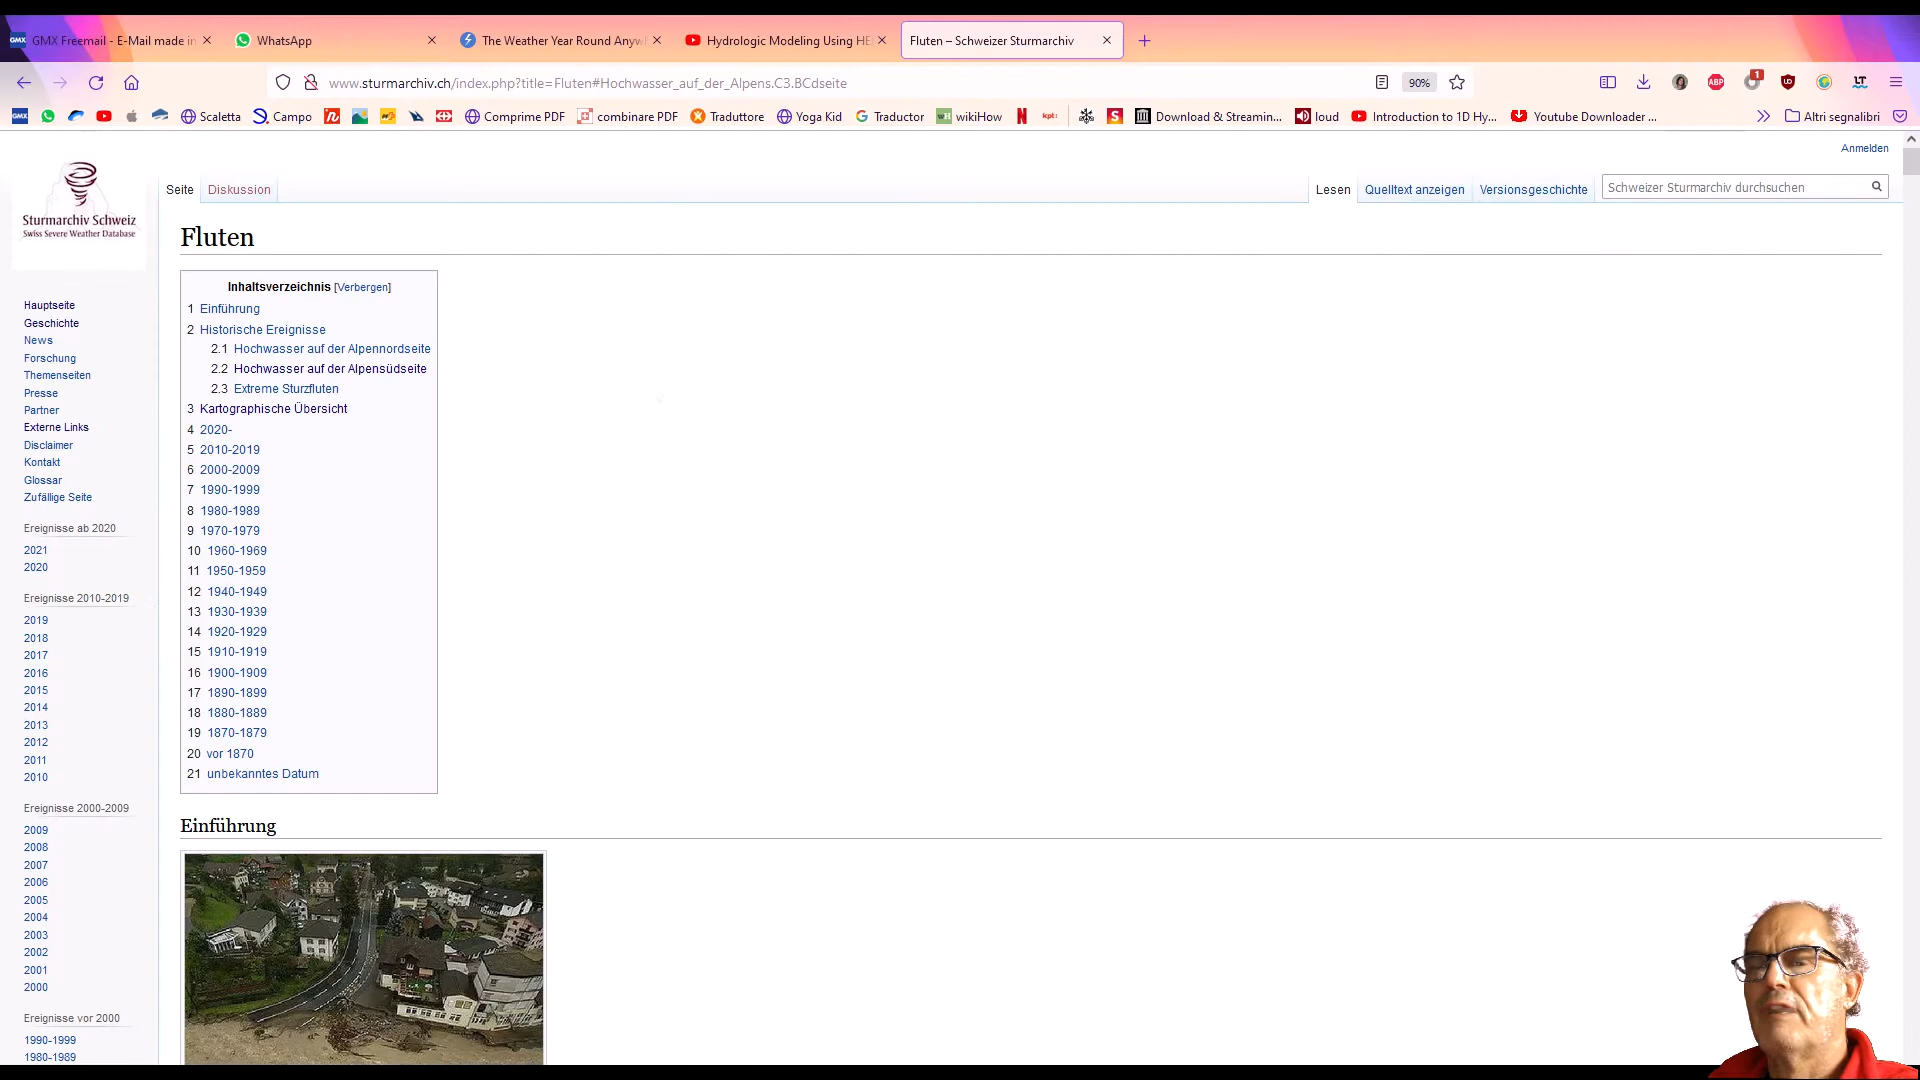 GMX GMX Freemail - E-Mail made in
WhatsApp
The Weather Year Round Anyw
Hydrologic Modeling Using HE
Fluten – Schweizer Sturmarchiv
www.sturmarchiv.ch/index.php?title=Fluten#Hochwasser_auf_der_Alpens.C3.BCdseite
90%
ABP
1
LT
GMX
Scaletta
Campo
Comprime PDF
combinare PDF
Traduttore
Yoga Kid
Traductor
wikiHow
kpt:
Download & Streamin...
loud
Introduction to 1D Hy...
Youtube Downloader ...
Altri segnalibri
Anmelden
Sturmarchiv Schweiz
Swiss Severe Weather Database
Seite
Diskussion
Lesen
Quelltext anzeigen
Versionsgeschichte
Schweizer Sturmarchiv durchsuchen
Hauptseite
Geschichte
News
Forschung
Themenseiten
Presse
Partner
Externe Links
Disclaimer
Kontakt
Glossar
Zufällige Seite
Ereignisse ab 2020
2021
2020
Ereignisse 2010-2019
2019
2018
2017
2016
2015
2014
2013
2012
2011
2010
Ereignisse 2000-2009
2009
2008
2007
2006
2005
2004
2003
2002
2001
2000
Ereignisse vor 2000
1990-1999
1980-1989
Fluten
Inhaltsverzeichnis [Verbergen]
1 Einführung
2 Historische Ereignisse
2.1 Hochwasser auf der Alpennordseite
2.2 Hochwasser auf der Alpensüdseite
2.3 Extreme Sturzfluten
3 Kartographische Übersicht
4 2020-
5 2010-2019
6 2000-2009
7 1990-1999
8 1980-1989
9 1970-1979
10 1960-1969
11 1950-1959
12 1940-1949
13 1930-1939
14 1920-1929
15 1910-1919
16 1900-1909
17 1890-1899
18 1880-1889
19 1870-1879
20 vor 1870
21 unbekanntes Datum
Einführung